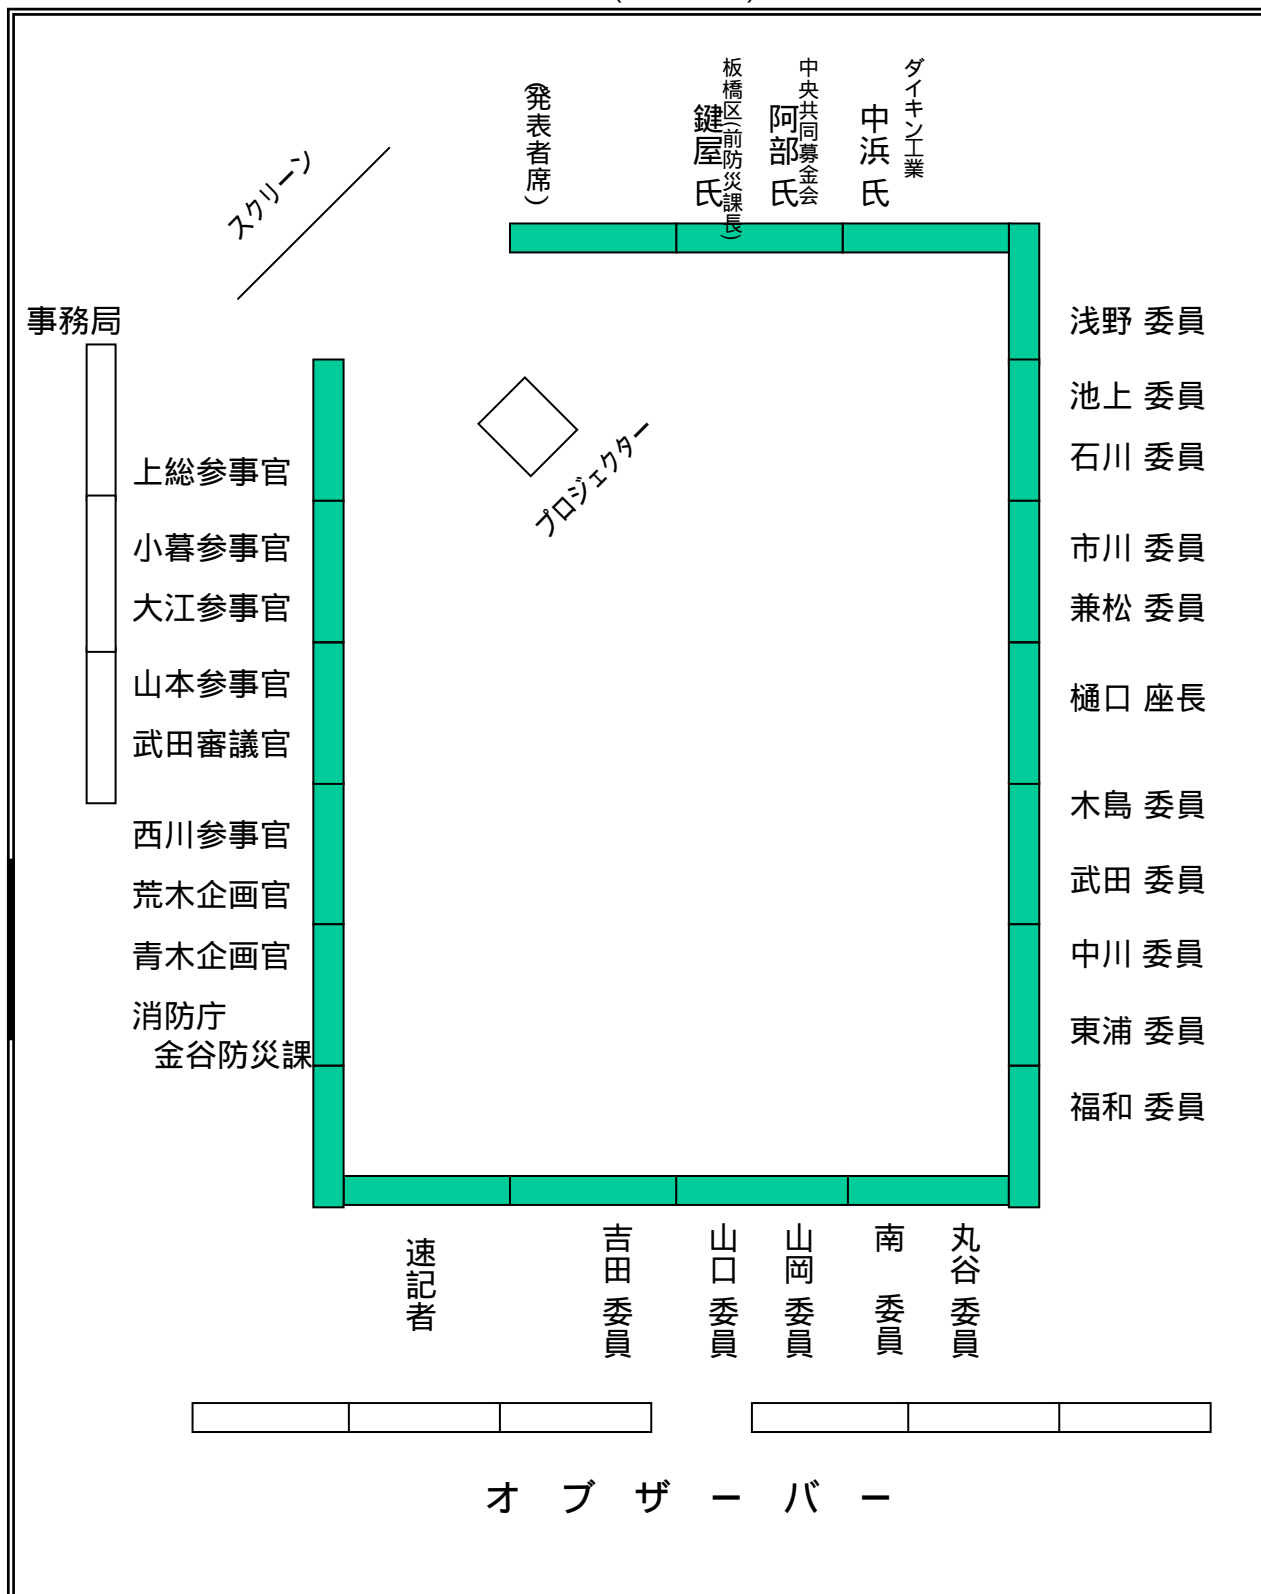 (発表者席)
板橋区(前防災課長)
鍵屋 氏
中央共同募金会
阿部 氏
ダイキン工業
中浜 氏
スクリーン
事務局
プロジェクター
上総参事官
小暮参事官
大江参事官
山本参事官
武田審議官
西川参事官
荒木企画官
青木企画官
消防庁
金谷防災課
浅野 委員
池上 委員
石川 委員
市川 委員
兼松 委員
樋口 座長
木島 委員
武田 委員
中川 委員
東浦 委員
福和 委員
速記者
吉田 委員
山口 委員
山岡 委員
南 委員
丸谷 委員
オ ブ ザ ー バ ー